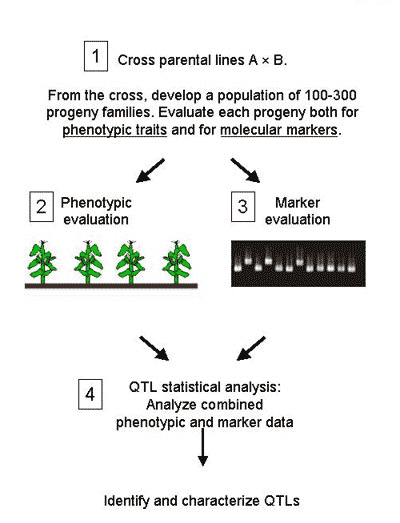 1 Cross parental lines A × B.
From the cross, develop a population of 100-300
progeny families. Evaluate each progeny both for
phenotypic traits and for molecular markers.
2 Phenotypic
evaluation
3 Marker
evaluation
4 QTL statistical analysis:
Analyze combined
phenotypic and marker data
Identify and characterize QTLs